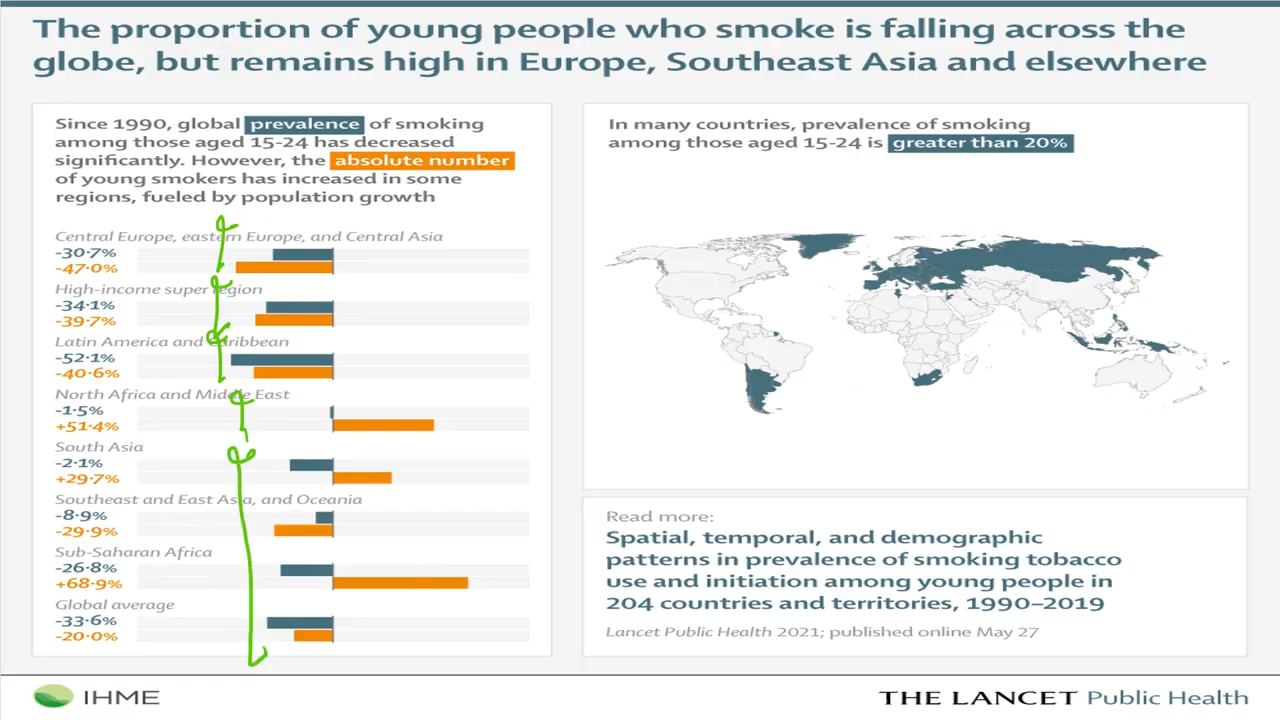 The proportion of young people who smoke is falling across the
globe, but remains high in Europe, Southeast Asia and elsewhere
Since 1990, global prevalence of smoking
among those aged 15-24 has decreased
significantly. However, the absolute number
of young smokers has increased in some
regions, fueled by population growth
Central Europe, eastern Europe, and Central Asia
-30·7%
-47·0%
High-income super region
-34·1%
-39·7%
Latin America and Caribbean
-52·1%
-40·6%
North Africa and Middle East
-1·5%
+51·4%
South Asia
-2·1%
+29·7%
Southeast and East Asia, and Oceania
-8·9%
-29·9%
Sub-Saharan Africa
-26·8%
+68·9%
Global average
-33·6%
-20·0%
In many countries, prevalence of smoking
among those aged 15-24 is greater than 20%
Read more:
Spatial, temporal, and demographic
patterns in prevalence of smoking tobacco
use and initiation among young people in
204 countries and territories, 1990–2019
Lancet Public Health 2021; published online May 27
IHME
THE LANCET Public Health